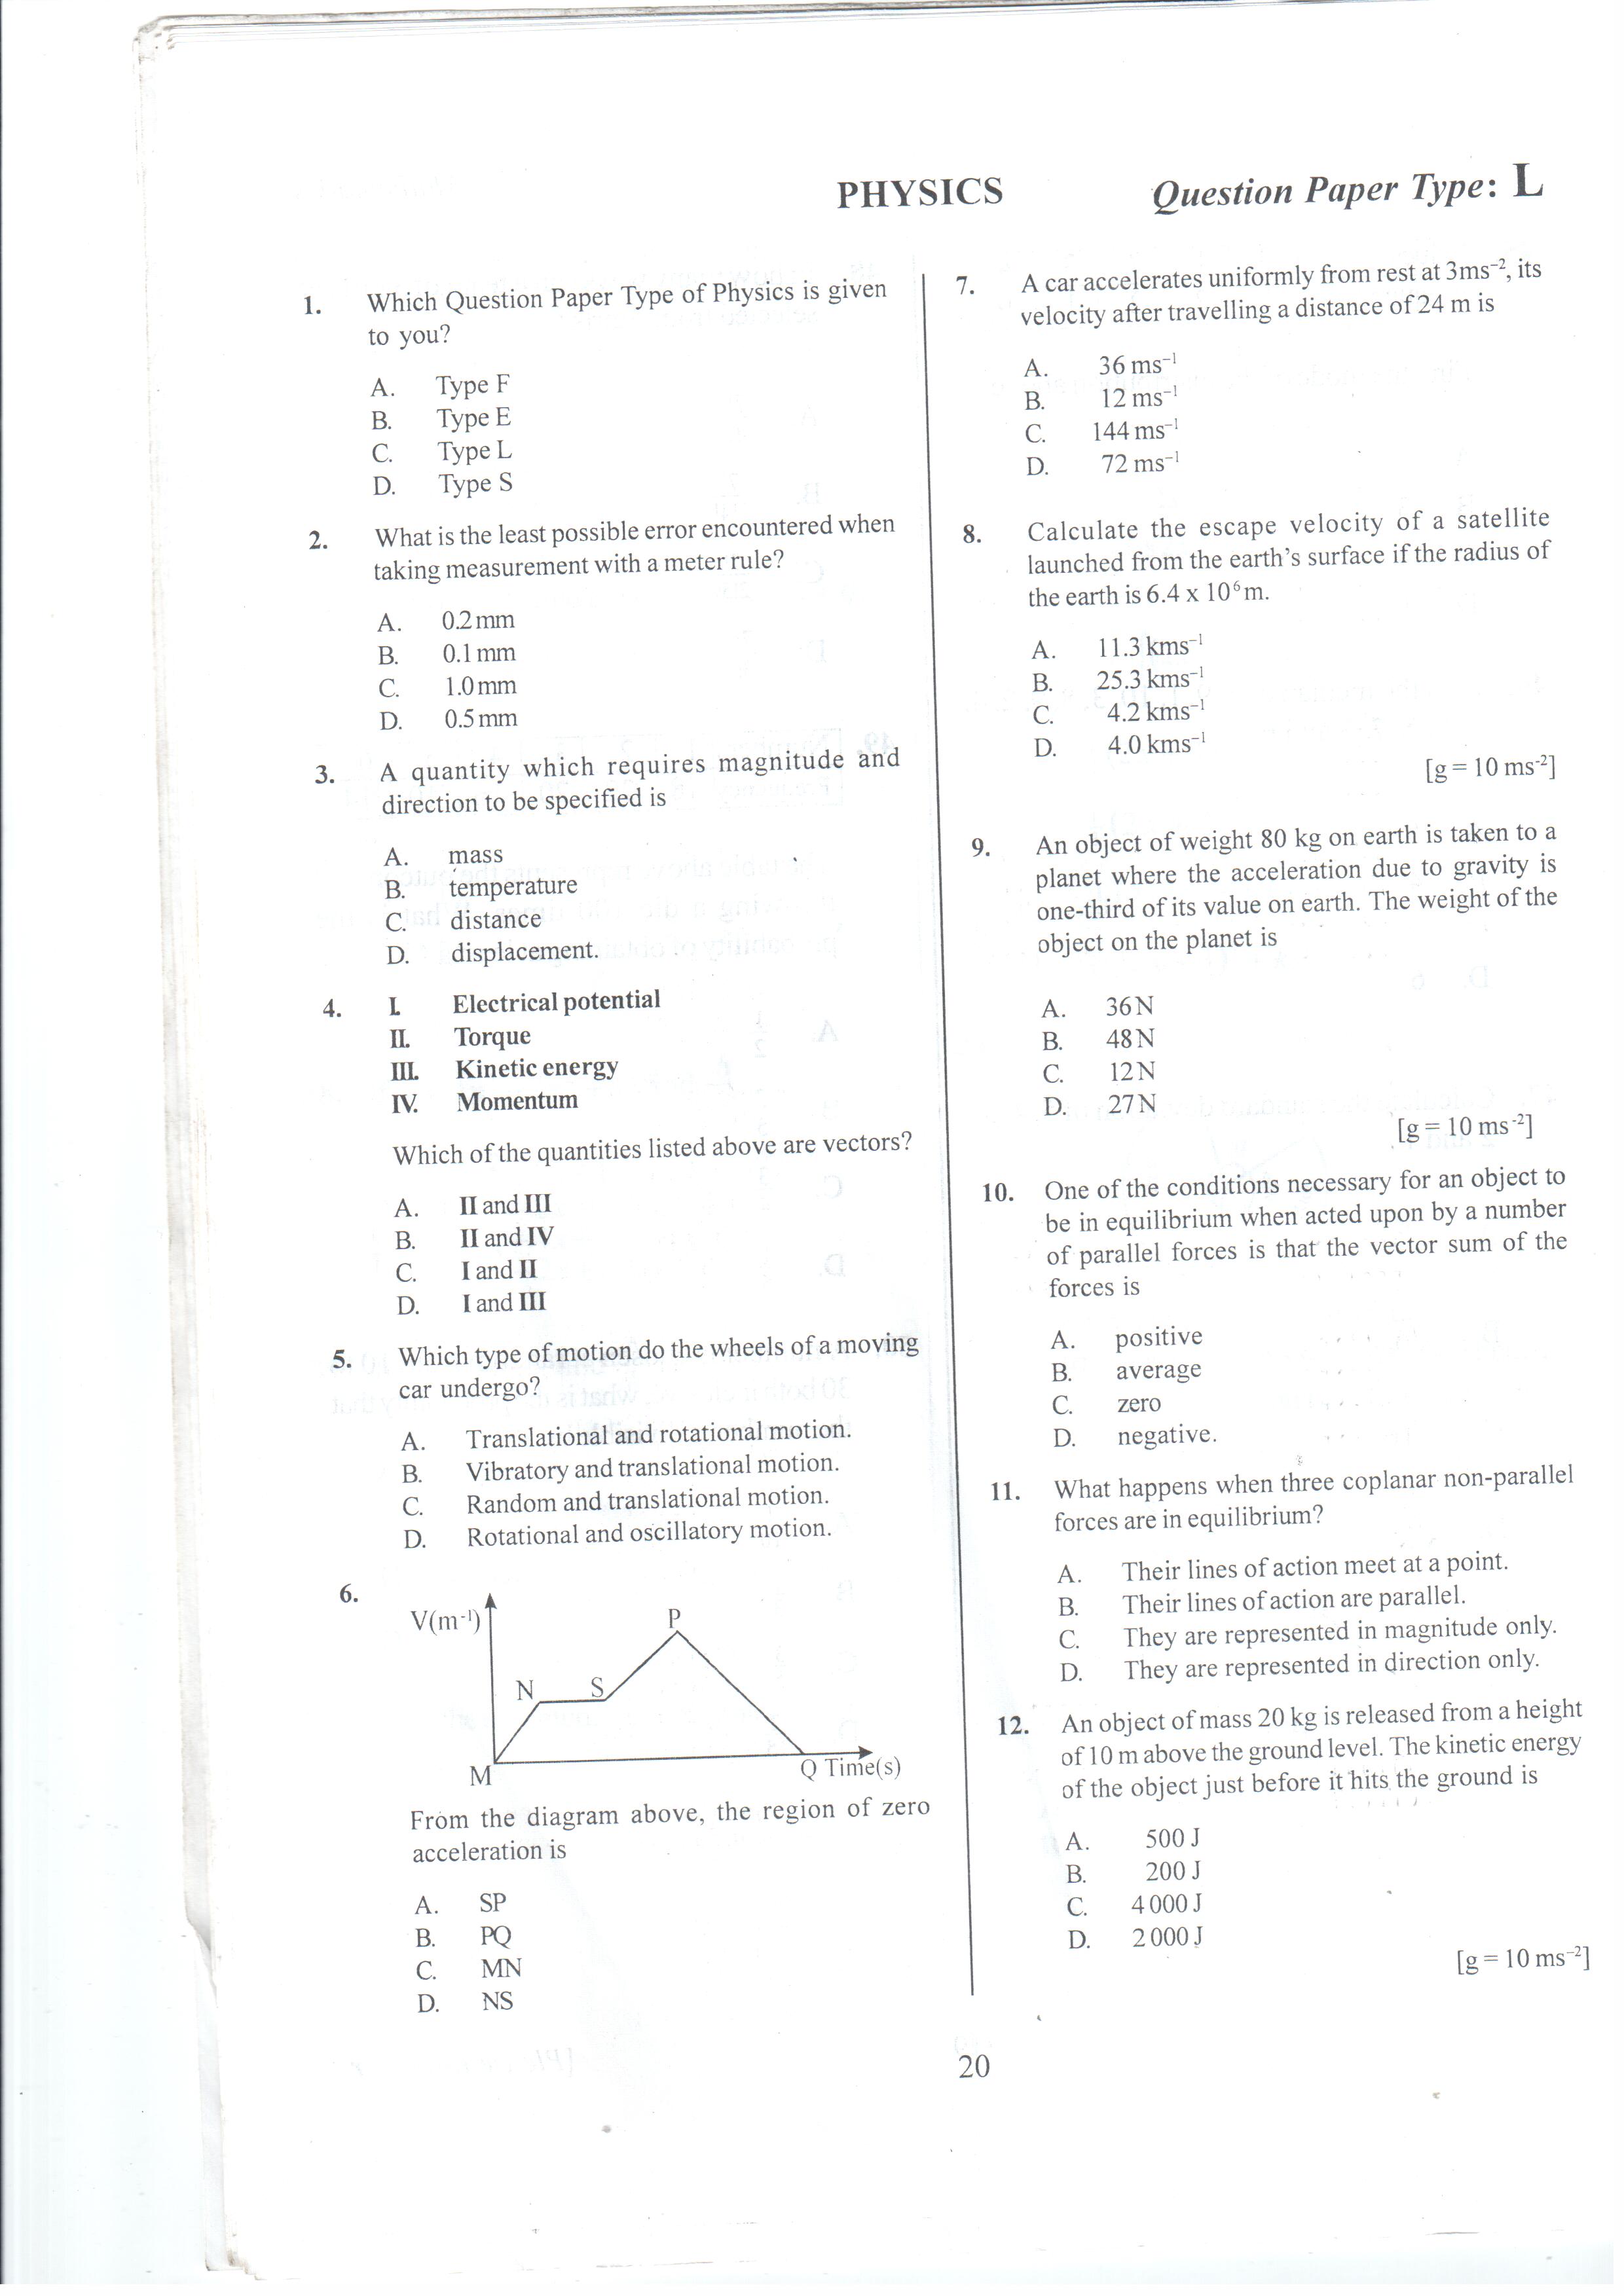 PHYSICS Question Paper Type: L
1. Which Question Paper Type of Physics is given
to you?
A. Type F
B. Type E
C. Type L
D. Type S
2. What is the least possible error encountered when
taking measurement with a meter rule?
A. 0.2 mm
B. 0.1 mm
C. 1.0 mm
D. 0.5 mm
3. A quantity which requires magnitude and
direction to be specified is
A. mass
B. temperature
C. distance
D. displacement.
4. I. Electrical potential
II. Torque
III. Kinetic energy
IV. Momentum
Which of the quantities listed above are vectors?
A. II and III
B. II and IV
C. I and II
D. I and III
5. Which type of motion do the wheels of a moving
car undergo?
A. Translational and rotational motion.
B. Vibratory and translational motion.
C. Random and translational motion.
D. Rotational and oscillatory motion.
6.
V(m⁻¹)
P
N S
M Q Time(s)
From the diagram above, the region of zero
acceleration is
A. SP
B. PQ
C. MN
D. NS
7. A car accelerates uniformly from rest at 3ms⁻², its
velocity after travelling a distance of 24 m is
A. 36 ms⁻¹
B. 12 ms⁻¹
C. 144 ms⁻¹
D. 72 ms⁻¹
8. Calculate the escape velocity of a satellite
launched from the earth's surface if the radius of
the earth is 6.4 x 10⁶m.
A. 11.3 kms⁻¹
B. 25.3 kms⁻¹
C. 4.2 kms⁻¹
D. 4.0 kms⁻¹
[g = 10 ms⁻²]
9. An object of weight 80 kg on earth is taken to a
planet where the acceleration due to gravity is
one-third of its value on earth. The weight of the
object on the planet is
A. 36 N
B. 48 N
C. 12 N
D. 27 N
[g = 10 ms⁻²]
10. One of the conditions necessary for an object to
be in equilibrium when acted upon by a number
of parallel forces is that the vector sum of the
forces is
A. positive
B. average
C. zero
D. negative.
11. What happens when three coplanar non-parallel
forces are in equilibrium?
A. Their lines of action meet at a point.
B. Their lines of action are parallel.
C. They are represented in magnitude only.
D. They are represented in direction only.
12. An object of mass 20 kg is released from a height
of 10 m above the ground level. The kinetic energy
of the object just before it hits the ground is
A. 500 J
B. 200 J
C. 4 000 J
D. 2 000 J
[g = 10 ms⁻²]
20